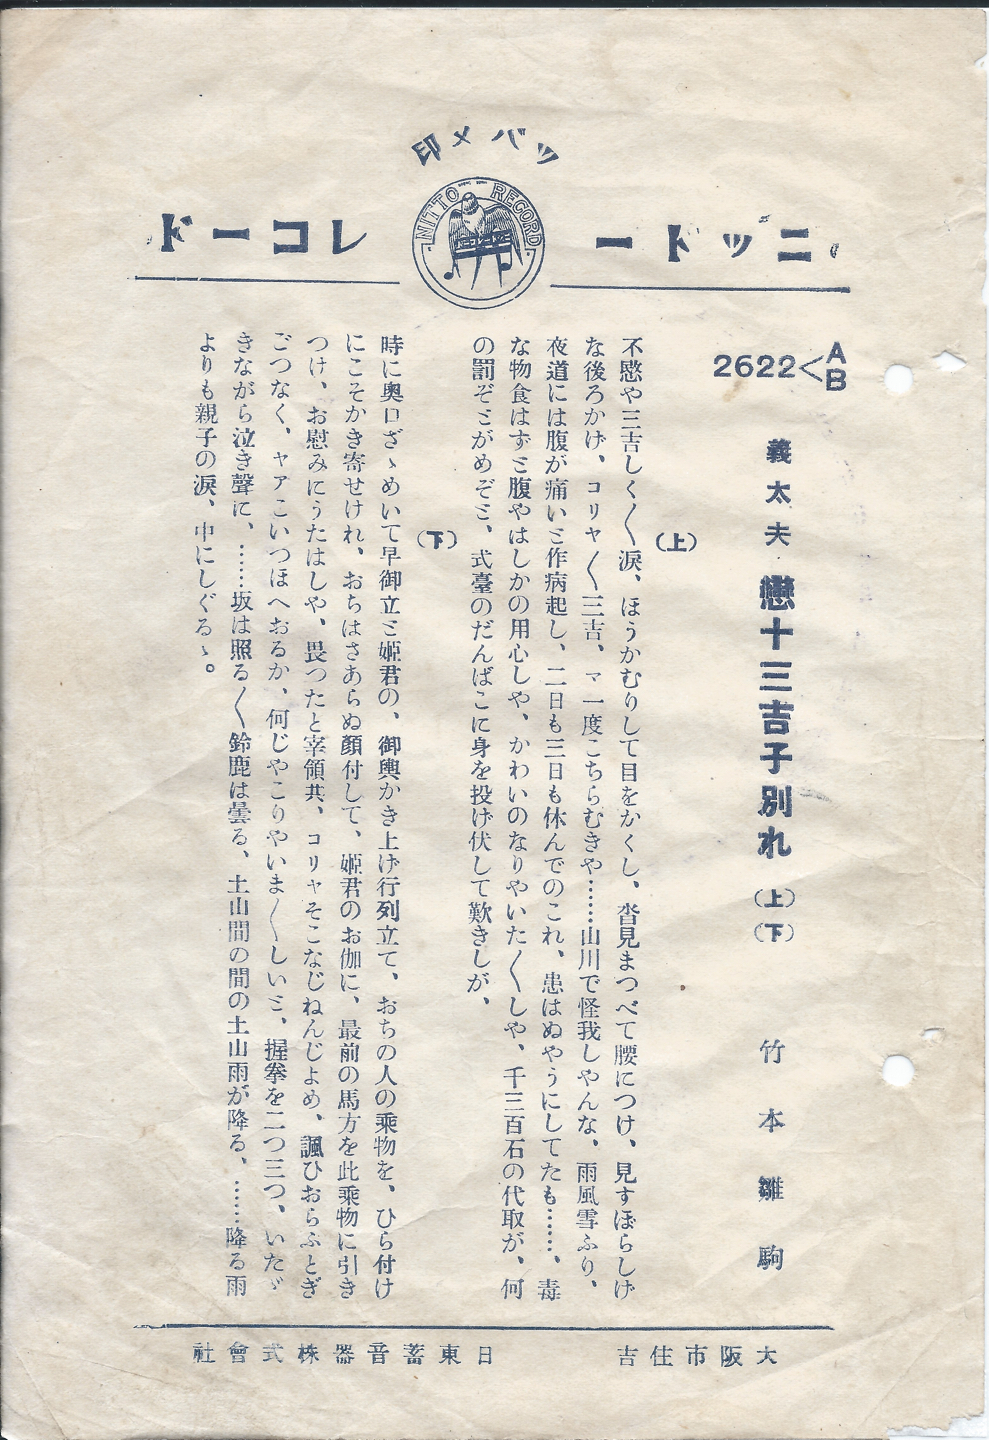 ツバメ印
ニッドー レコード
NITTO RECORD
2622<A B
義太夫 戀十三吉子別れ (上)(下) 竹本雛駒
(上)
不愍や三吉しく〳〵涙、ほうかむりして目をかくし、沓見まつべて腰につけ、見すぼらしげ
な後ろかげ、コリャ〳〵三吉、マ一度こちらむきや……山川で怪我しやんな、雨風雪ふり、
夜道には腹が痛いと作病起し、二日も三日も休んでのこれ、患はぬやうにしてたも……、毒
な物食はずと腹やはしかの用心しや、かわいのなりやいた〳〵しや、千三百石の代取が、何
の罰ぞとがめぞと、式臺のだんばこに身を投げ伏して歎きしが、
(下)
時に奥口ざゝめいて早御立と姫君の、御輿かき上げ行列立て、おちの人の乘物を、ひら付け
にこそかき寄せけれ、おちはさあらぬ顏付して、姫君のお伽に、最前の馬方を此乘物に引き
つけ、お慰みにうたはしや、畏つたと宰領共、コリャそこなじねんじよめ、諷ひおらぶとぎ
ごつなく、ヤアこいつほへおるか、何じやこりやいま〳〵しいと、握拳を二つ三つ、いたゞ
きながら泣き聲に、……坂は照る〳〵鈴鹿は曇る、土山間の間の土山雨が降る、……降る雨
よりも親子の涙、中にしぐるゝ。
大阪市住吉 日東蓄音器株式會社